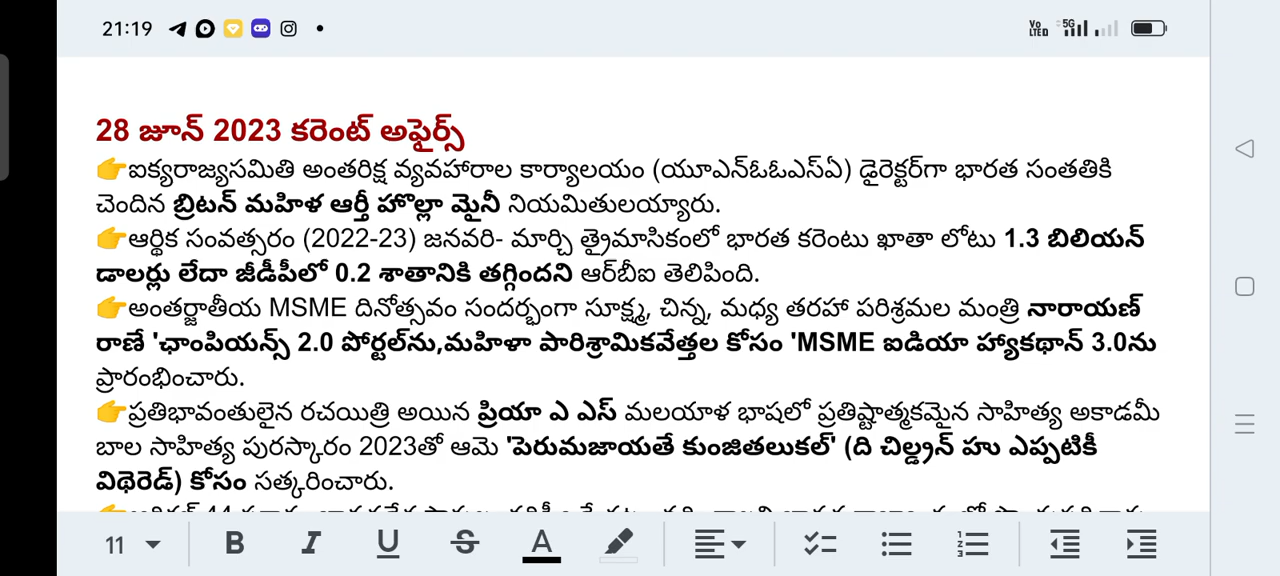 21:19
Vo LTED 5G
28 జూన్ 2023 కరెంట్ అఫైర్స్
👉ఐక్యరాజ్యసమితి అంతరిక్ష వ్యవహారాల కార్యాలయం (యూఎన్ఓఓఎస్ఏ) డైరెక్టర్‌గా భారత సంతతికి
చెందిన బ్రిటన్ మహిళ ఆర్తీ హొల్లా మైనీ నియమితులయ్యారు.
👉ఆర్థిక సంవత్సరం (2022-23) జనవరి- మార్చి త్రైమాసికంలో భారత కరెంటు ఖాతా లోటు 1.3 బిలియన్
డాలర్లు లేదా జీడీపీలో 0.2 శాతానికి తగ్గిందని ఆర్‌బీఐ తెలిపింది.
👉అంతర్జాతీయ MSME దినోత్సవం సందర్భంగా సూక్ష్మ, చిన్న, మధ్య తరహా పరిశ్రమల మంత్రి నారాయణ్
రాణే 'ఛాంపియన్స్ 2.0 పోర్టల్‌ను,మహిళా పారిశ్రామికవేత్తల కోసం 'MSME ఐడియా హ్యాకథాన్ 3.0ను
ప్రారంభించారు.
👉ప్రతిభావంతులైన రచయిత్రి అయిన ప్రియా ఎ ఎస్ మలయాళ భాషలో ప్రతిష్టాత్మకమైన సాహిత్య అకాడమీ
బాల సాహిత్య పురస్కారం 2023తో ఆమె 'పెరుమజాయతే కుంజితలుకల్' (ది చిల్డ్రన్ హు ఎప్పటికీ
విథెరెడ్) కోసం సత్కరించారు.
11 B I U S A